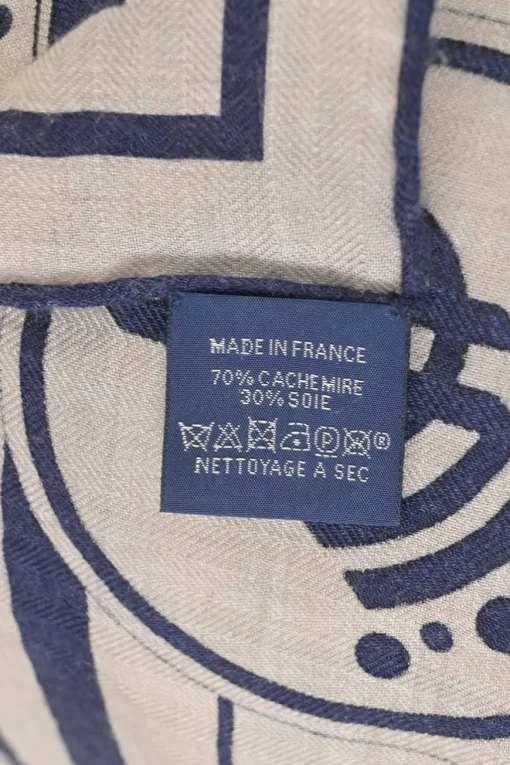 MADE IN FRANCE
70% CACHEMIRE
30% SOIE
P ®
NETTOYAGE A SEC